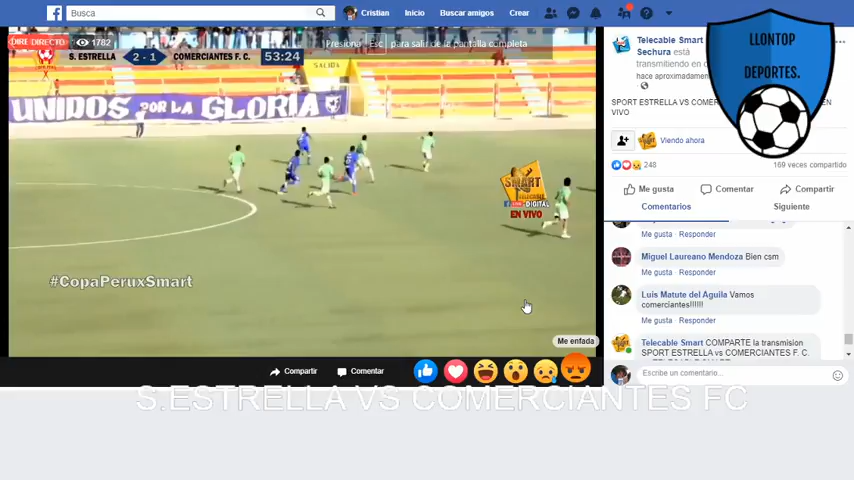 Busca
Cristian
Inicio
Buscar amigos
Crear
DIRE DIRECTO
1782
S. ESTRELLA
2 - 1
COMERCIANTES F. C.
53:24
Presiona Esc para salir de la pantalla completa
SALIDA
UNIDOS POR LA GLORIA
SMART
DIGITAL
EN VIVO
#CopaPeruxSmart
Me enfada
Compartir
Comentar
S.ESTRELLA VS COMERCIANTES FC
Telecable Smart
Sechura está
transmitiendo en
hace aproximadamen
LLONTOP
DEPORTES.
SPORT ESTRELLA VS COMER
EN
VIVO
Viendo ahora
248
169 veces compartido
Me gusta
Comentar
Compartir
Comentarios
Siguiente
Me gusta · Responder
Miguel Laureano Mendoza Bien csm
Me gusta · Responder
Luis Matute del Aguila Vamos
comerciantes!!!!!!
Me gusta · Responder
Telecable Smart COMPARTE la transmision
SPORT ESTRELLA vs COMERCIANTES F. C.
Escribe un comentario...